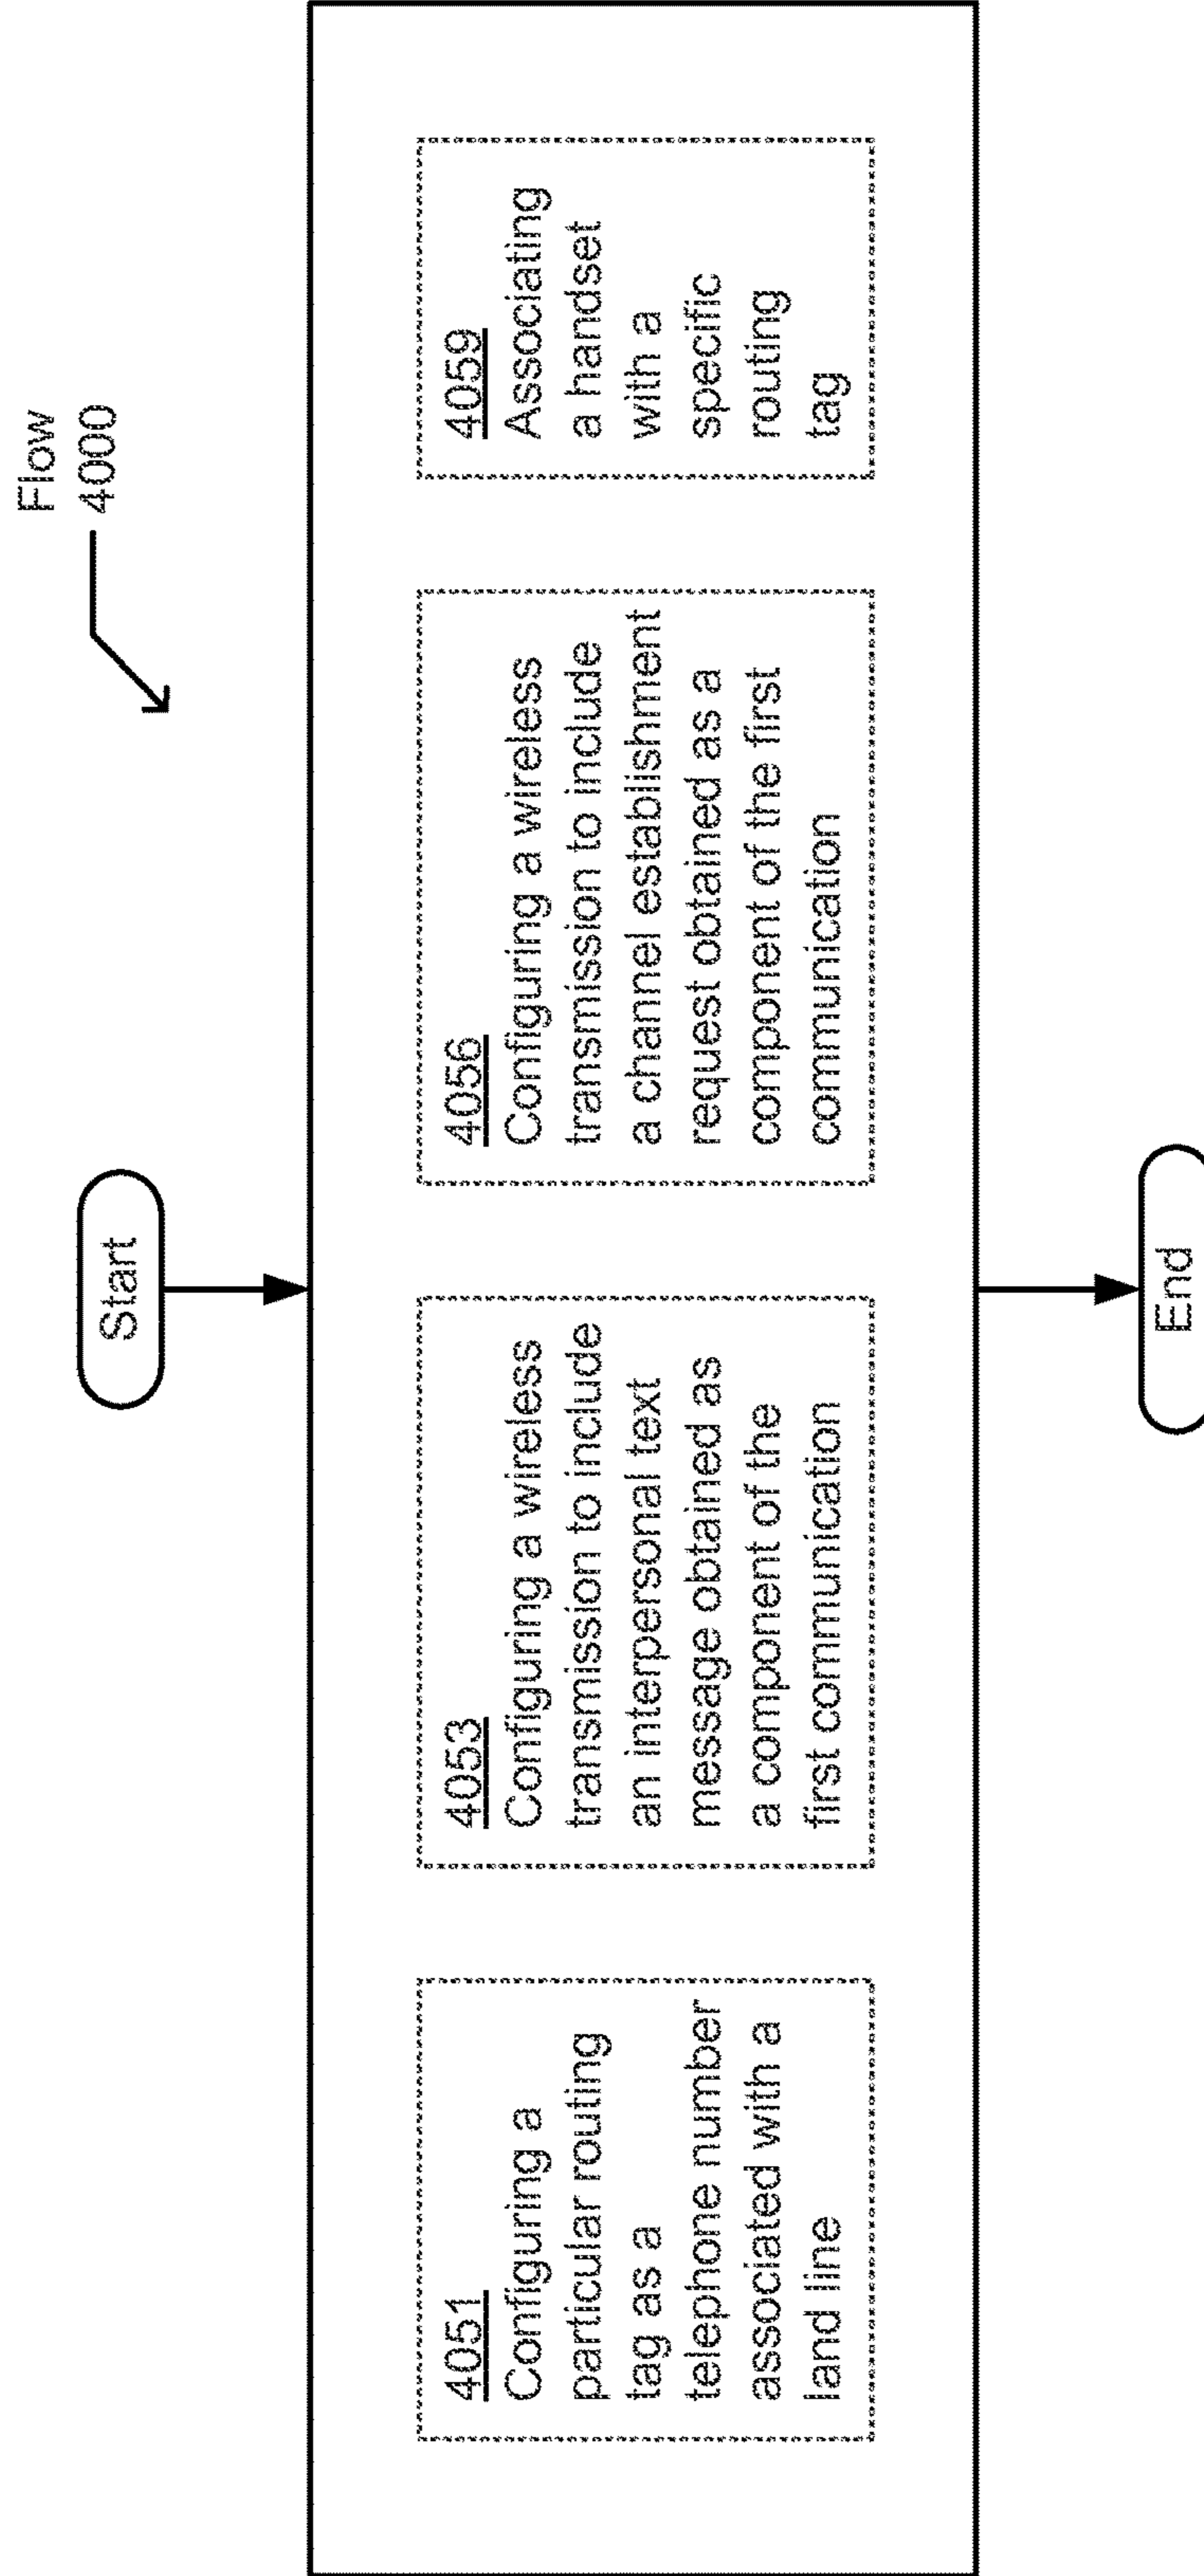 Flow
4000
Start
4051
Configuring a
particular routing
tag as a
telephone number
associated with a
land line
4053
Configuring a wireless
transmission to include
an interpersonal text
message obtained as
a component of the
first communication
4056
Configuring a wireless
transmission to include
a channel establishment
request obtained as a
component of the first
communication
4059
Associating
a handset
with a
specific
routing
tag
End